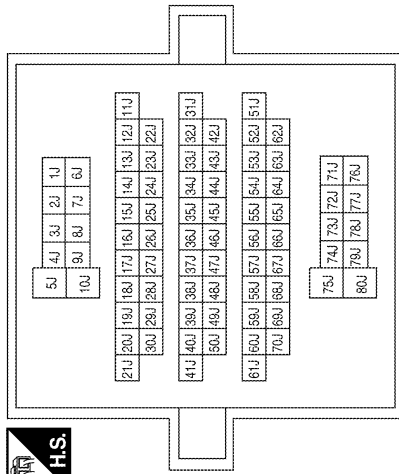 H.S.
5J 4J 3J 2J 1J
10J 9J 8J 7J 6J
21J 20J 19J 18J 17J 16J 15J 14J 13J 12J 11J
30J 29J 28J 27J 26J 25J 24J 23J 22J
41J 40J 39J 38J 37J 36J 35J 34J 33J 32J 31J
50J 49J 48J 47J 46J 45J 44J 43J 42J
61J 60J 59J 58J 57J 56J 55J 54J 53J 52J 51J
70J 69J 68J 67J 66J 65J 64J 63J 62J
75J 74J 73J 72J 71J
80J 79J 78J 77J 76J